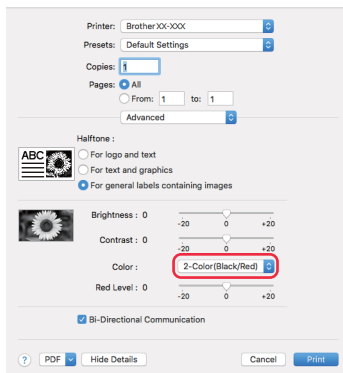 Printer: Brother XX-XXX
Presets: Default Settings
Copies: 1
Pages: All
From: 1 to: 1
Advanced
Halftone :
ABC
For logo and text
For text and graphics
For general labels containing images
Brightness : 0
-20 0 +20
Contrast : 0
-20 0 +20
Color : 2-Color(Black/Red)
Red Level : 0
-20 0 +20
Bi-Directional Communication
? PDF Hide Details Cancel Print